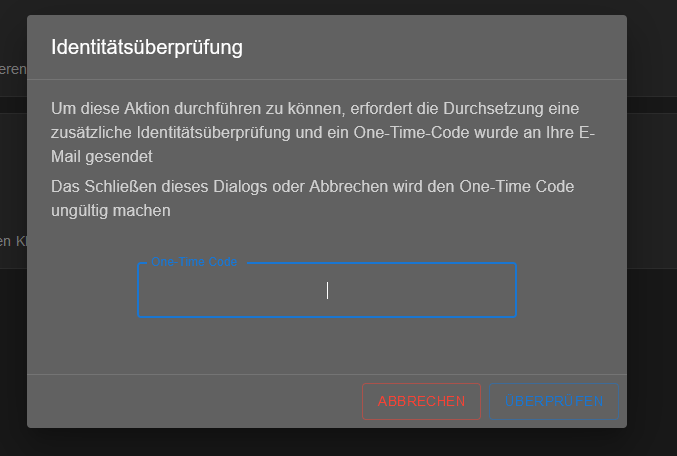 Identitätsüberprüfung
Um diese Aktion durchführen zu können, erfordert die Durchsetzung eine
zusätzliche Identitätsüberprüfung und ein One-Time-Code wurde an Ihre E-
Mail gesendet
Das Schließen dieses Dialogs oder Abbrechen wird den One-Time Code
ungültig machen
One-Time Code
ABBRECHEN
ÜBERPRÜFEN